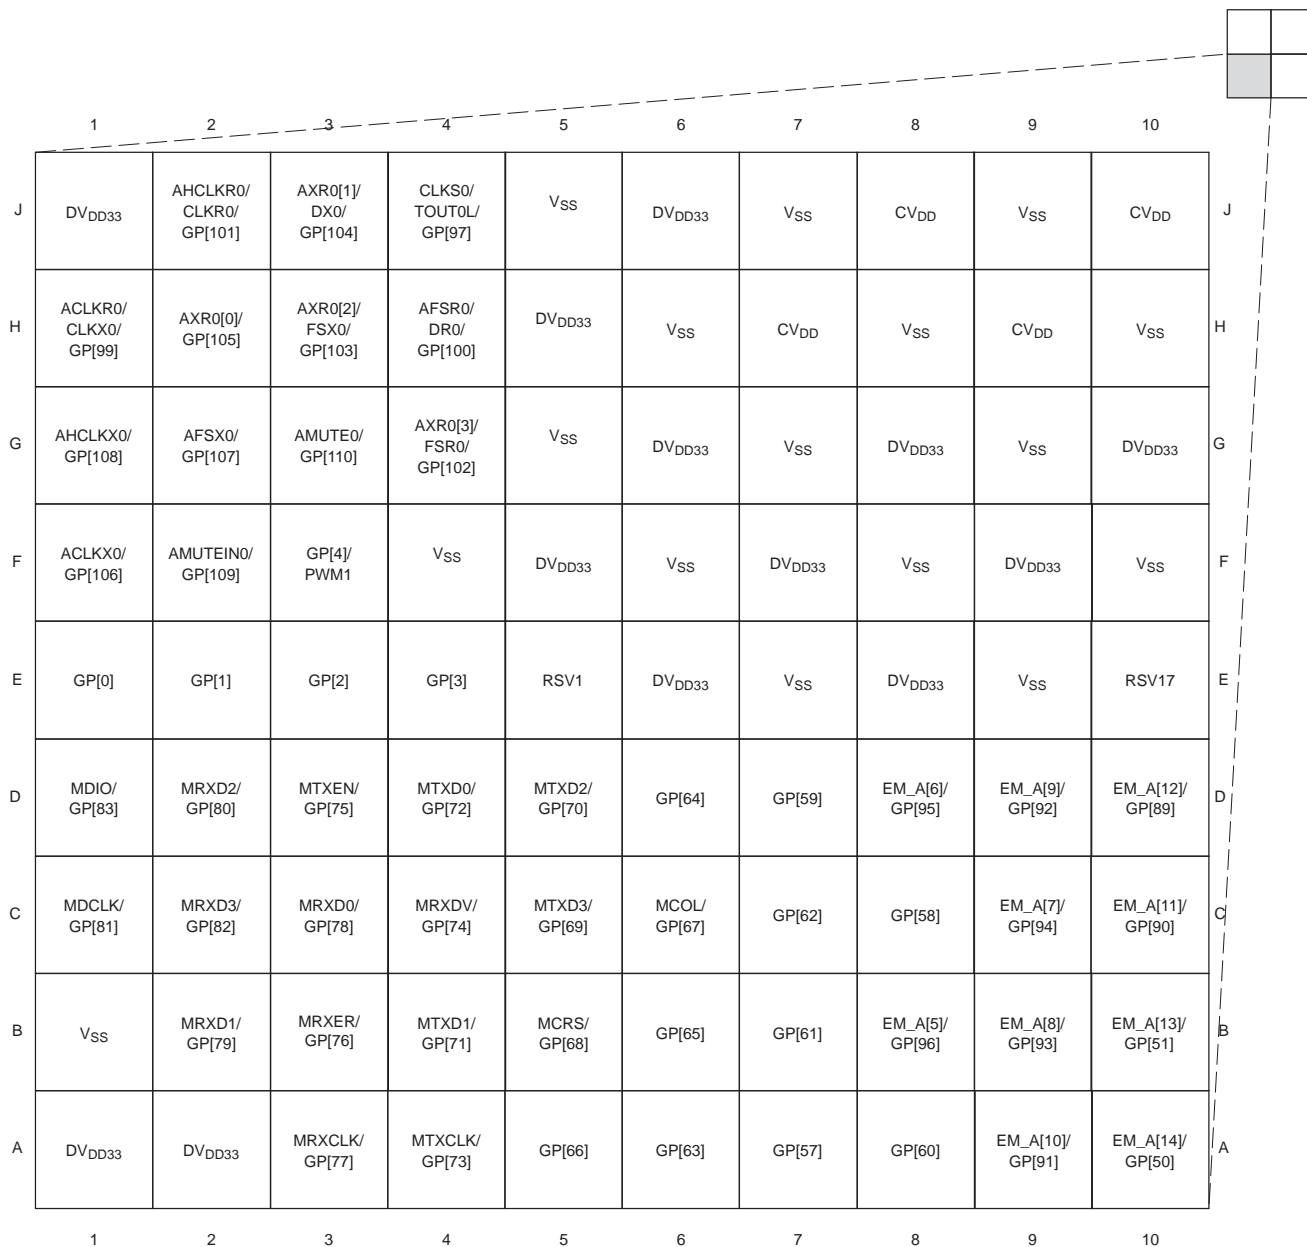 1 2 3 4 5 6 7 8 9 10
J DVDD33 AHCLKR0/ CLKR0/ GP[101] AXR0[1]/ DX0/ GP[104] CLKS0/ TOUT0L/ GP[97] VSS DVDD33 VSS CVDD VSS CVDD J
H ACLKR0/ CLKX0/ GP[99] AXR0[0]/ GP[105] AXR0[2]/ FSX0/ GP[103] AFSR0/ DR0/ GP[100] DVDD33 VSS CVDD VSS CVDD VSS H
G AHCLKX0/ GP[108] AFSX0/ GP[107] AMUTE0/ GP[110] AXR0[3]/ FSR0/ GP[102] VSS DVDD33 VSS DVDD33 VSS DVDD33 G
F ACLKX0/ GP[106] AMUTEIN0/ GP[109] GP[4]/ PWM1 VSS DVDD33 VSS DVDD33 VSS DVDD33 VSS F
E GP[0] GP[1] GP[2] GP[3] RSV1 DVDD33 VSS DVDD33 VSS RSV17 E
D MDIO/ GP[83] MRXD2/ GP[80] MTXEN/ GP[75] MTXD0/ GP[72] MTXD2/ GP[70] GP[64] GP[59] EM_A[6]/ GP[95] EM_A[9]/ GP[92] EM_A[12]/ GP[89] D
C MDCLK/ GP[81] MRXD3/ GP[82] MRXD0/ GP[78] MRXDV/ GP[74] MTXD3/ GP[69] MCOL/ GP[67] GP[62] GP[58] EM_A[7]/ GP[94] EM_A[11]/ GP[90] C
B VSS MRXD1/ GP[79] MRXER/ GP[76] MTXD1/ GP[71] MCRS/ GP[68] GP[65] GP[61] EM_A[5]/ GP[96] EM_A[8]/ GP[93] EM_A[13]/ GP[51] B
A DVDD33 DVDD33 MRXCLK/ GP[77] MTXCLK/ GP[73] GP[66] GP[63] GP[57] GP[60] EM_A[10]/ GP[91] EM_A[14]/ GP[50] A
1 2 3 4 5 6 7 8 9 10